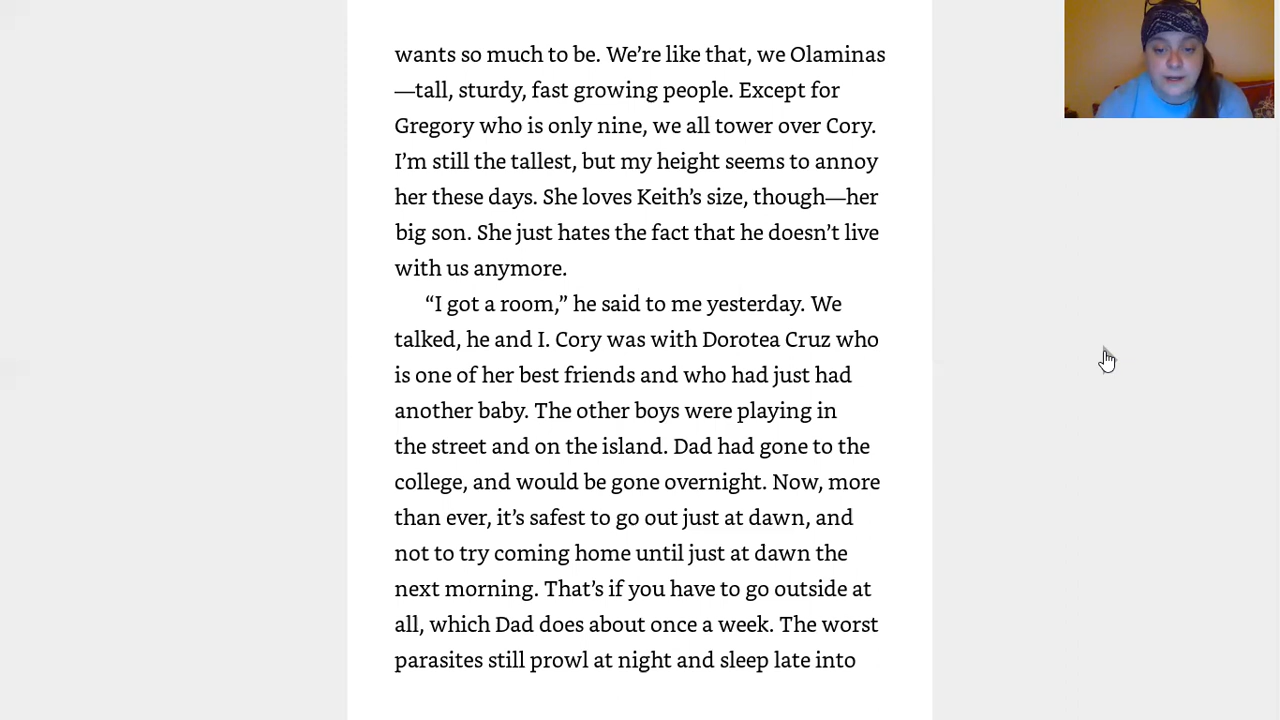 wants so much to be. We’re like that, we Olaminas
—tall, sturdy, fast growing people. Except for
Gregory who is only nine, we all tower over Cory.
I’m still the tallest, but my height seems to annoy
her these days. She loves Keith’s size, though—her
big son. She just hates the fact that he doesn’t live
with us anymore.
“I got a room,” he said to me yesterday. We
talked, he and I. Cory was with Dorotea Cruz who
is one of her best friends and who had just had
another baby. The other boys were playing in
the street and on the island. Dad had gone to the
college, and would be gone overnight. Now, more
than ever, it’s safest to go out just at dawn, and
not to try coming home until just at dawn the
next morning. That’s if you have to go outside at
all, which Dad does about once a week. The worst
parasites still prowl at night and sleep late into